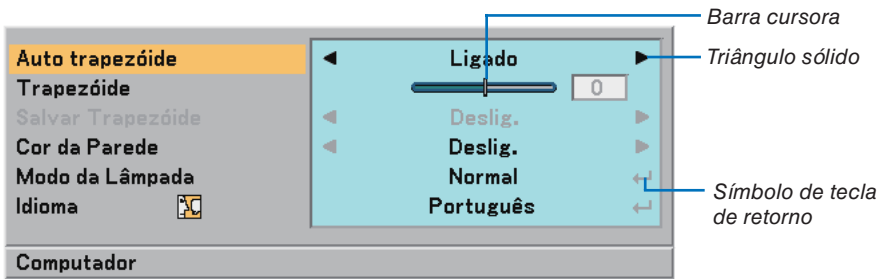 Barra cursora
Auto trapezóide Ligado Triângulo sólido
Trapezóide 0
Salvar Trapezóide Deslig.
Cor da Parede Deslig.
Modo da Lâmpada Normal
Idioma Português
Símbolo de tecla
de retorno
Computador